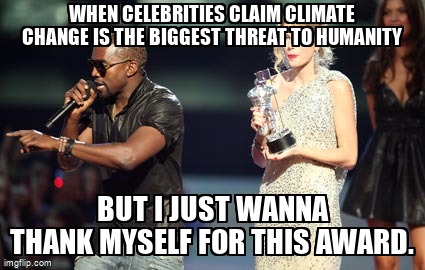 WHEN CELEBRITIES CLAIM CLIMATE
CHANGE IS THE BIGGEST THREAT TO HUMANITY
BUT I JUST WANNA
THANK MYSELF FOR THIS AWARD.
imgflip.com